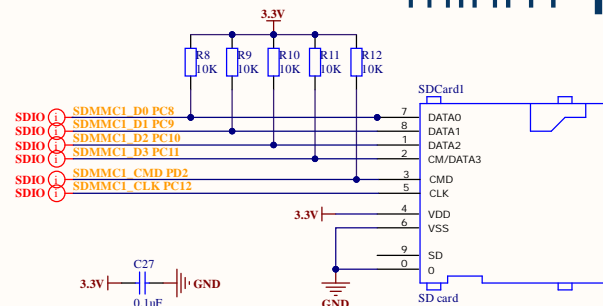 3.3V
R8 R9 R10 R11 R12
10K 10K 10K 10K 10K
SDCard1
SDIO i SDMMC1_D0 PC8 7 DATA0
SDIO i SDMMC1_D1 PC9 8 DATA1
SDIO i SDMMC1_D2 PC10 1 DATA2
SDIO i SDMMC1_D3 PC11 2 CM/DATA3
SDIO i SDMMC1_CMD PD2 3 CMD
SDIO i SDMMC1_CLK PC12 5 CLK
3.3V 4 VDD
6 VSS
9 SD
0 0
C27
3.3V GND
0.1uF
GND
SD card